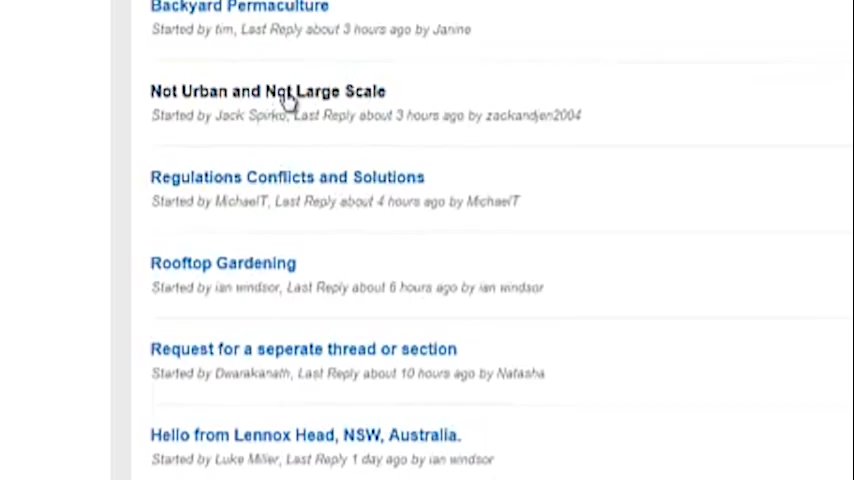 Backyard Permaculture
Started by tim, Last Reply about 3 hours ago by Janine
Not Urban and Not Large Scale
Started by Jack Spirko, Last Reply about 3 hours ago by zackandjen2004
Regulations Conflicts and Solutions
Started by MichaelT, Last Reply about 4 hours ago by MichaelT
Rooftop Gardening
Started by ian windsor, Last Reply about 6 hours ago by ian windsor
Request for a seperate thread or section
Started by Dwarakanath, Last Reply about 10 hours ago by Natasha
Hello from Lennox Head, NSW, Australia.
Started by Luke Miller, Last Reply 1 day ago by ian windsor